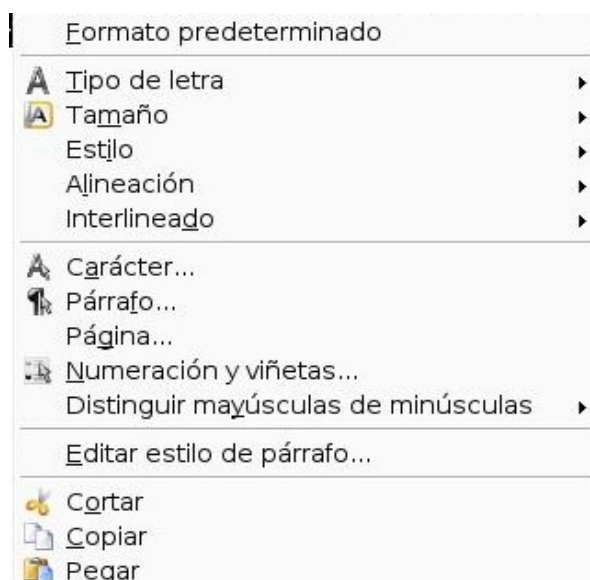 Formato predeterminado
Tipo de letra
Tamaño
Estilo
Alineación
Interlineado
Carácter...
Párrafo...
Página...
Numeración y viñetas...
Distinguir mayúsculas de minúsculas
Editar estilo de párrafo...
Cortar
Copiar
Pegar